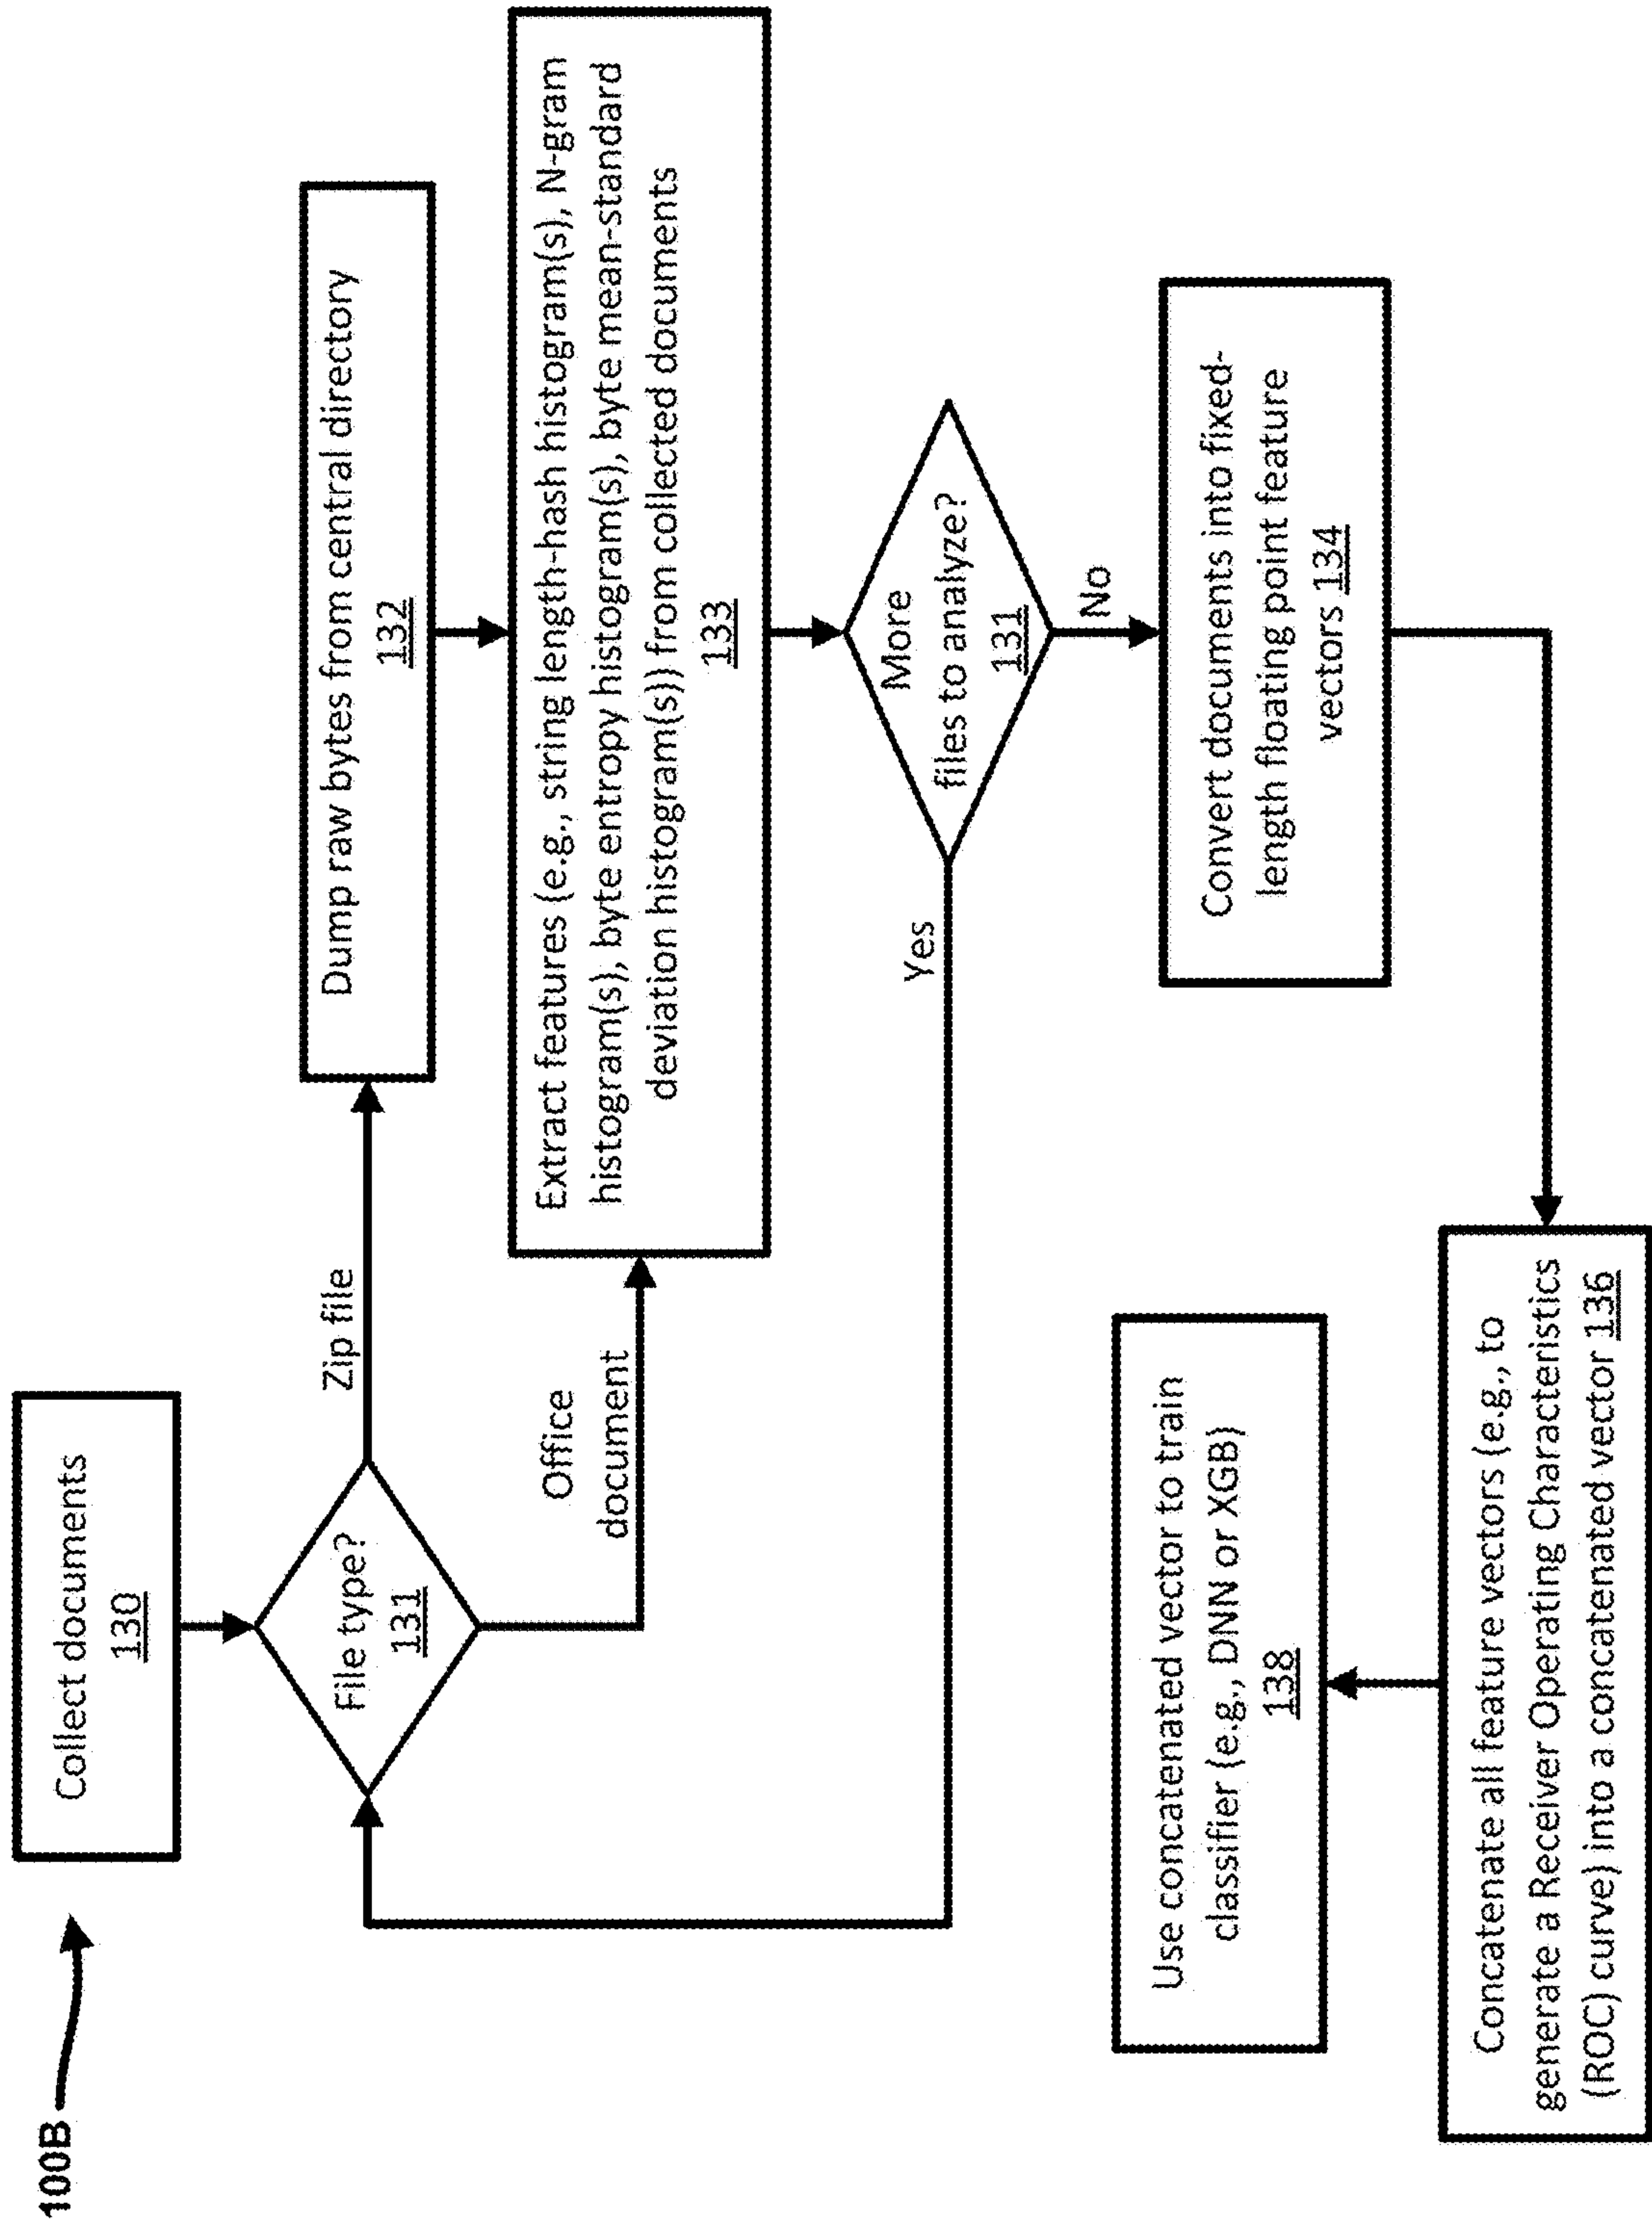 100B
Collect documents
130
File type?
131
Zip file
Office
document
Dump raw bytes from central directory
132
Extract features (e.g., string length-hash histogram(s), N-gram
histogram(s), byte entropy histogram(s), byte mean-standard
deviation histogram(s)) from collected documents
133
More
files to analyze?
131
Yes
No
Convert documents into fixed-
length floating point feature
vectors 134
Concatenate all feature vectors (e.g., to
generate a Receiver Operating Characteristics
(ROC) curve) into a concatenated vector 136
Use concatenated vector to train
classifier (e.g., DNN or XGB)
138